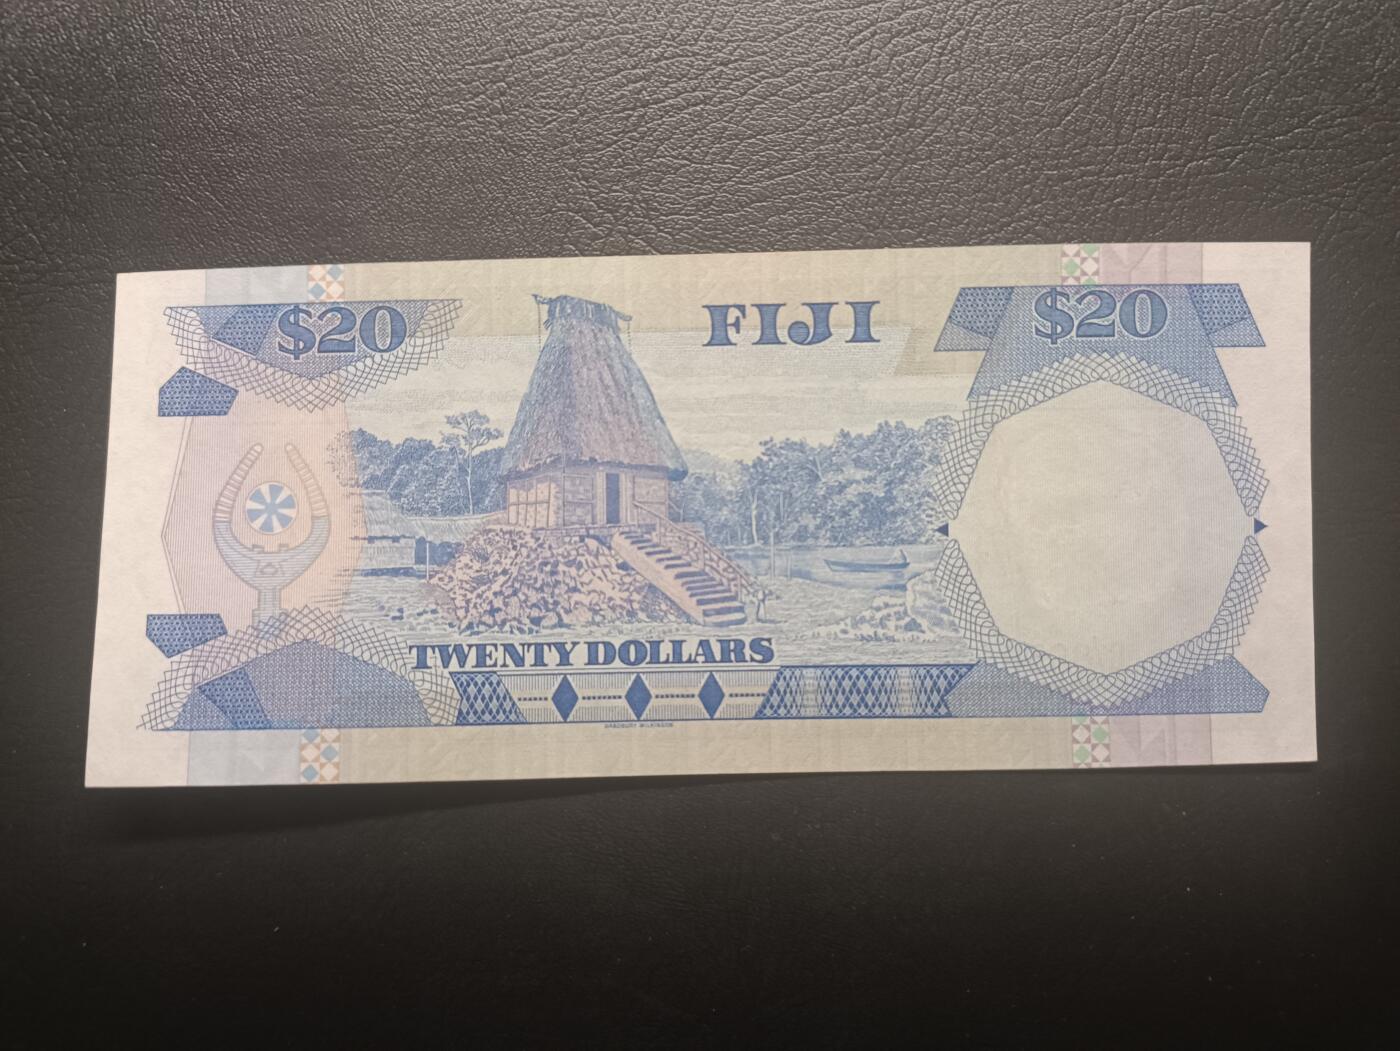 $20
FIJI
$20
TWENTY DOLLARS
BRADBURY WILKINSON